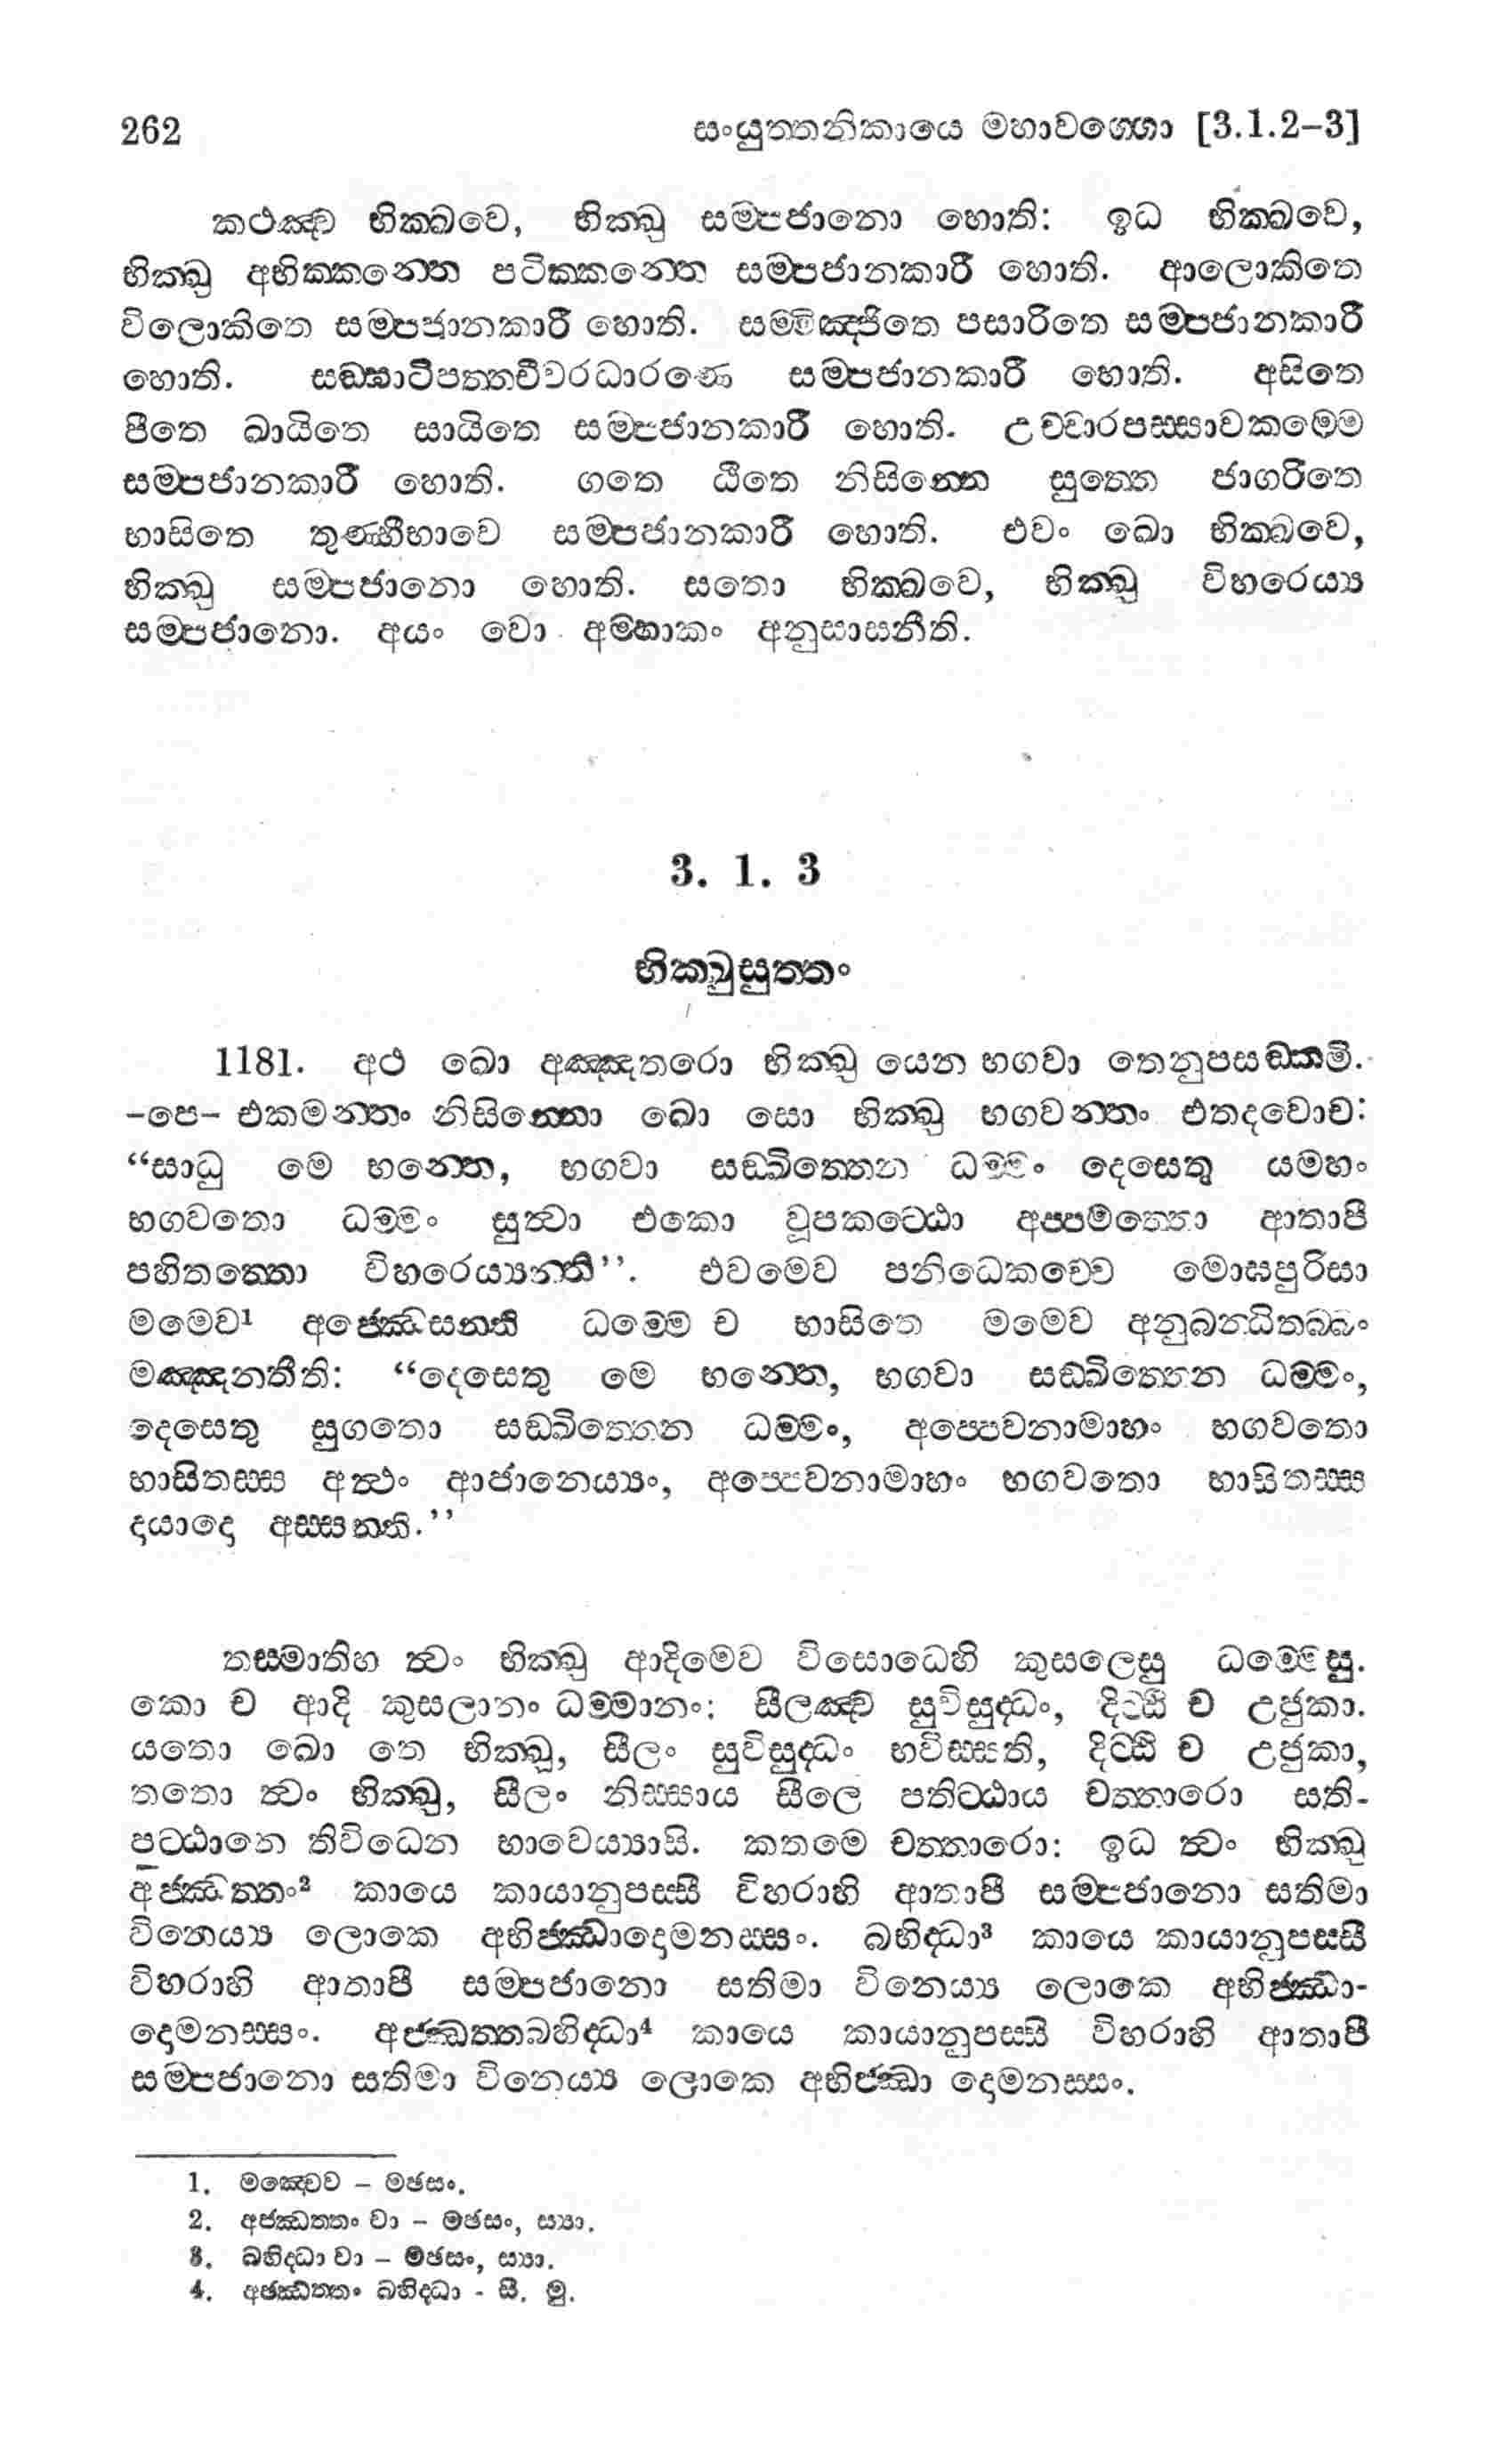 262 සංයුත්තනිකායෙ මහාවග්ගො [3.1.2–3]
කථඤ්ච භික්ඛවෙ, භික්ඛු සම්පජානො හොති: ඉධ භික්ඛවෙ,
භික්ඛු අභික්කන්තෙ පටික්කන්තෙ සම්පජානකාරී හොති. ආලොකිතෙ
විලොකිතෙ සම්පජානකාරී හොති. සම්මිඤ්ජිතෙ පසාරිතෙ සම්පජානකාරී
හොති. සඞ්ඝාටිපත්තචීවරධාරණෙ සම්පජානකාරී හොති. අසිතෙ
පීතෙ ඛායිතෙ සායිතෙ සම්පජානකාරී හොති. උච්චාරපස්සාවකම්මෙ
සම්පජානකාරී හොති. ගතෙ ඨිතෙ නිසින්නෙ සුත්තෙ ජාගරිතෙ
භාසිතෙ තුණ්හීභාවෙ සම්පජානකාරී හොති. එවං ඛො භික්ඛවෙ,
භික්ඛු සම්පජානො හොති. සතො භික්ඛවෙ, භික්ඛු විහරෙය්‍ය
සම්පජානො. අයං වො අම්හාකං අනුසාසනීති.
3. 1. 3
භික්ඛුසුත්තං
1181. අථ ඛො අඤ්ඤතරො භික්ඛු යෙන භගවා තෙනුපසඞ්කමි.
-පෙ- එකමන්තං නිසින්නො ඛො සො භික්ඛු භගවන්තං එතදවොච:
“සාධු මෙ භන්තෙ, භගවා සඞ්ඛිත්තෙන ධම්මං දෙසෙතු යමහං
භගවතො ධම්මං සුත්වා එකො වූපකට්ඨො අප්පමත්තො ආතාපී
පහිතත්තො විහරෙය්‍යන්ති”. එවමෙව පනිධෙකච්චෙ මොඝපුරිසා
මමෙව¹ අජ්ඣෙසන්ති ධම්මෙ ච භාසිතෙ මමෙව අනුබන්ධිතබ්බං
මඤ්ඤන්තීති: “දෙසෙතු මෙ භන්තෙ, භගවා සඞ්ඛිත්තෙන ධම්මං,
දෙසෙතු සුගතො සඞ්ඛිත්තෙන ධම්මං, අප්පෙවනාමාහං භගවතො
භාසිතස්ස අත්ථං ආජානෙය්‍යං, අප්පෙවනාමාහං භගවතො භාසිතස්ස
දායාදො අස්සන්ති.”
තස්මාතිහ ත්වං භික්ඛු ආදිමෙව විසොධෙහි කුසලෙසු ධම්මෙසු.
කො ච ආදි කුසලානං ධම්මානං: සීලඤ්ච සුවිසුද්ධං, දිට්ඨි ච උජුකා.
යතො ඛො තෙ භික්ඛු, සීලං සුවිසුද්ධං භවිස්සති, දිට්ඨි ච උජුකා,
තතො ත්වං භික්ඛු, සීලං නිස්සාය සීලෙ පතිට්ඨාය චත්තාරො සති-
පට්ඨානෙ තිවිධෙන භාවෙය්‍යාසි. කතමෙ චත්තාරො: ඉධ ත්වං භික්ඛු
අජ්ඣත්තං² කායෙ කායානුපස්සී විහරාහි ආතාපී සම්පජානො සතිමා
විනෙය්‍ය ලොකෙ අභිජ්ඣාදොමනස්සං. බහිද්ධා³ කායෙ කායානුපස්සී
විහරාහි ආතාපී සම්පජානො සතිමා විනෙය්‍ය ලොකෙ අභිජ්ඣා-
දොමනස්සං. අජ්ඣත්තබහිද්ධා⁴ කායෙ කායානුපස්සී විහරාහි ආතාපී
සම්පජානො සතිමා විනෙය්‍ය ලොකෙ අභිජ්ඣා දොමනස්සං.
1. මඤ්චෙව – මඡසං.
2. අජ්ඣත්තං වා – මඡසං, ස්‍යා.
3. බහිද්ධා වා – මඡසං, ස්‍යා.
4. අජ්ඣත්තං බහිද්ධා - සී. මු.